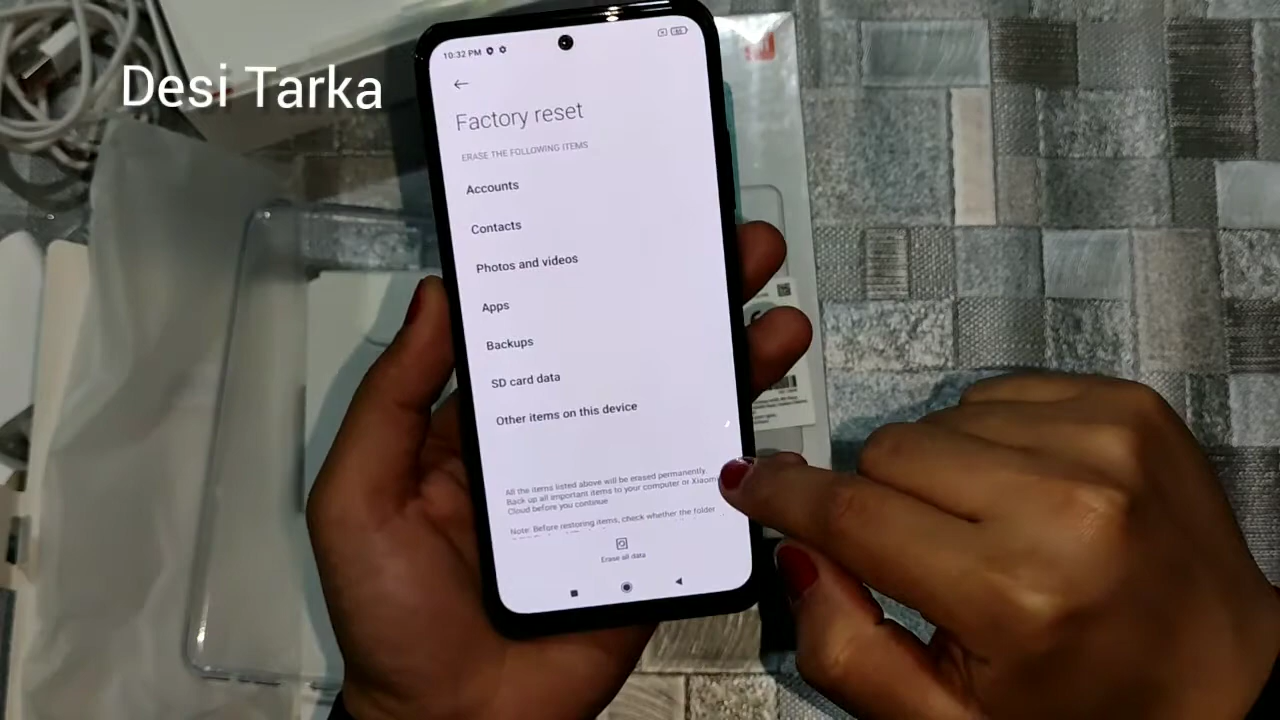 Desi Tarka
10:32 PM
Factory reset
ERASE THE FOLLOWING ITEMS
Accounts
Contacts
Photos and videos
Apps
Backups
SD card data
Other items on this device
All the items listed above will be erased permanently.
Back up all important items to your computer or Xiaom
Cloud before you continue
Note: Before restoring items, check whether the folder
Erase all data